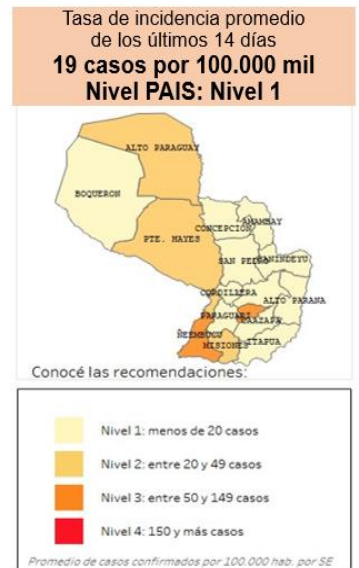 Tasa de incidencia promedio
de los últimos 14 días
19 casos por 100.000 mil
Nivel PAIS: Nivel 1
ALTO PARAGUAY
BOQUERON
AMAMBAY
CONCEPCION
PTE. HAYES
SAN PEDRO
CANINDEYU
CORDILLERA
ALTO PARANA
PARAGUARI
CAAZAPA
ÑEEMBUCU
MISIONES
ITAPUA
Conocé las recomendaciones:
Nivel 1: menos de 20 casos
Nivel 2: entre 20 y 49 casos
Nivel 3: entre 50 y 149 casos
Nivel 4: 150 y más casos
Promedio de casos confirmados por 100.000 hab. por SE